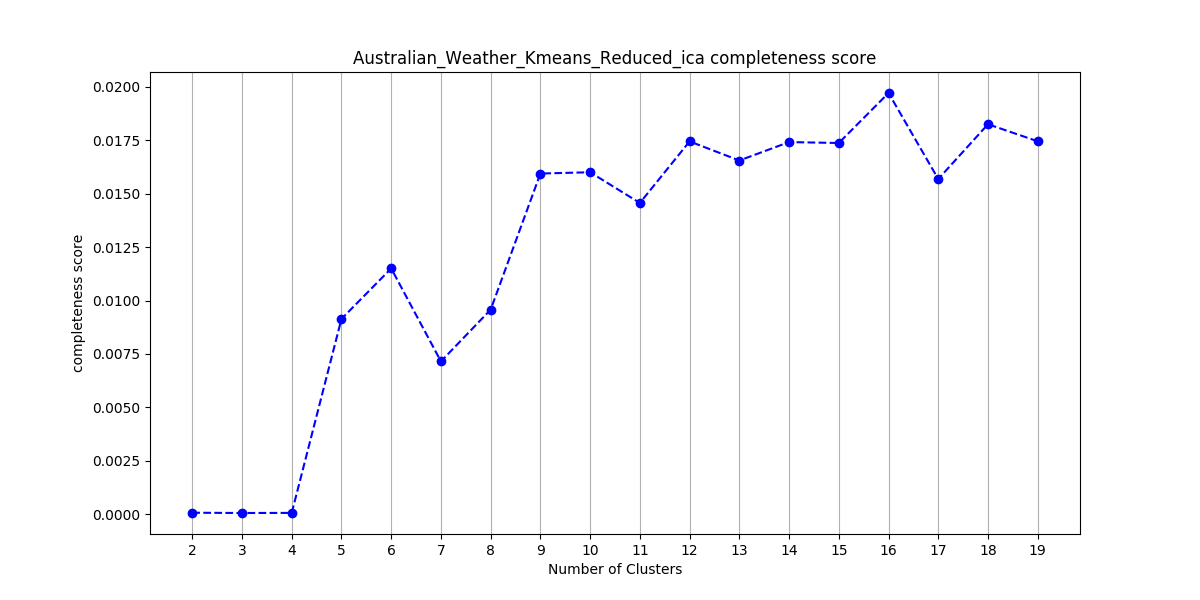 Australian_Weather_Kmeans_Reduced_ica completeness score
0.0200
0.0175
0.0150
0.0125
0.0100
0.0075
0.0050
0.0025
0.0000
completeness score
2 3 4 5 6 7 8 9 10 11 12 13 14 15 16 17 18 19
Number of Clusters